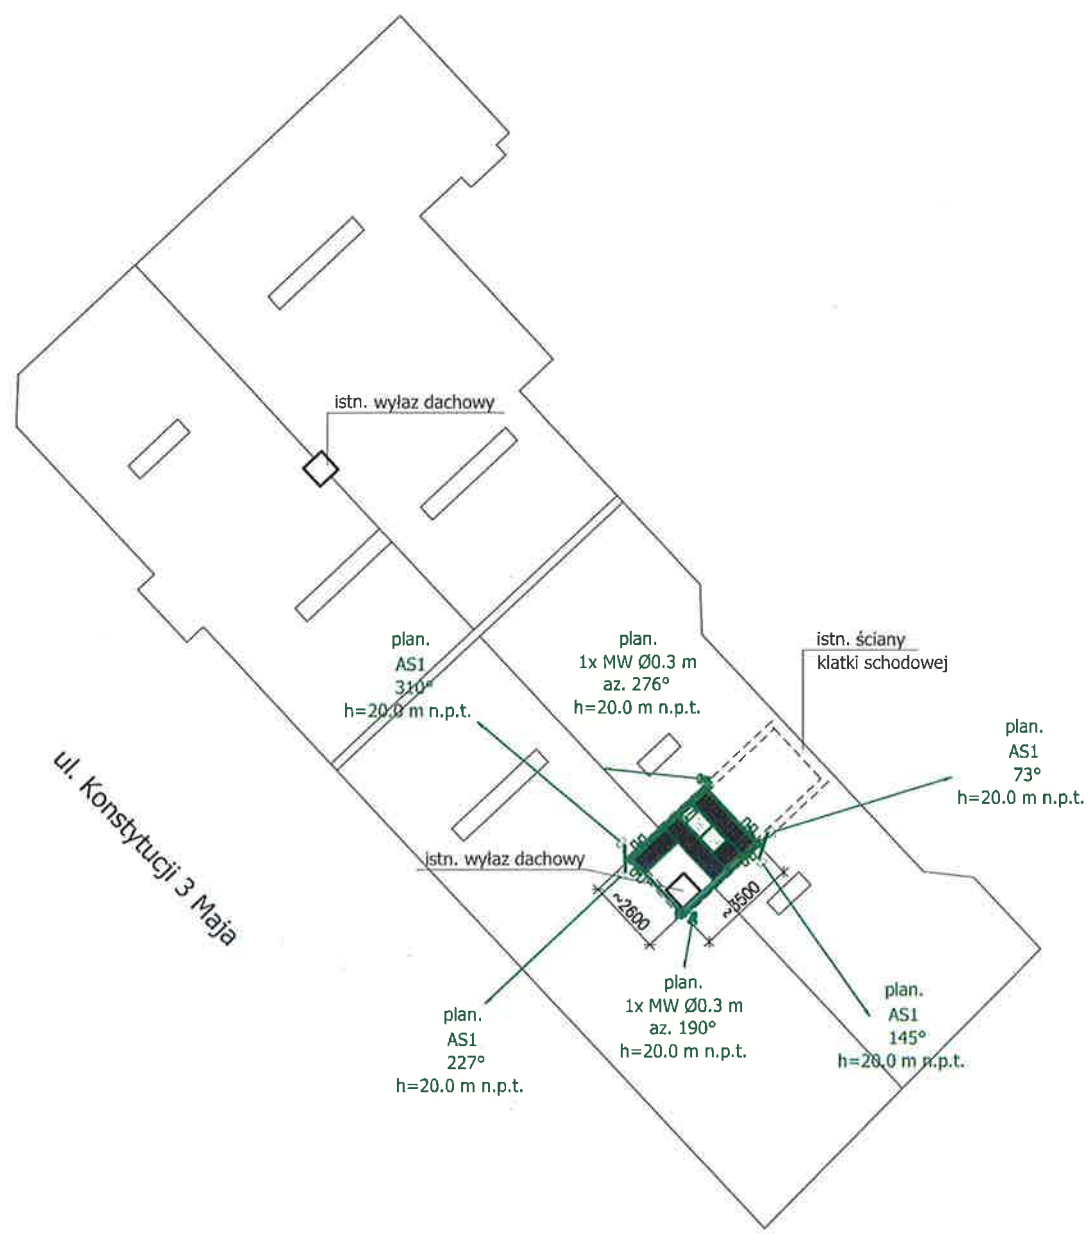 istn. wyłaz dachowy
plan.
AS1
310°
h=20.0 m n.p.t.
plan.
1x MW Ø0.3 m
az. 276°
h=20.0 m n.p.t.
istn. ściany
klatki schodowej
plan.
AS1
73°
h=20.0 m n.p.t.
ul. Konstytucji 3 Maja
istn. wyłaz dachowy
~2600
~3500
plan.
1x MW Ø0.3 m
az. 190°
h=20.0 m n.p.t.
plan.
AS1
145°
h=20.0 m n.p.t.
plan.
AS1
227°
h=20.0 m n.p.t.